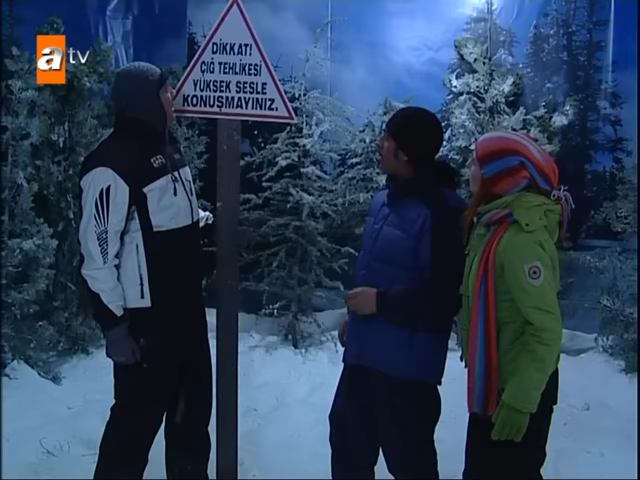 atv
DİKKAT!
ÇIĞ TEHLİKESİ
YÜKSEK SESLE
KONUŞMAYINIZ.